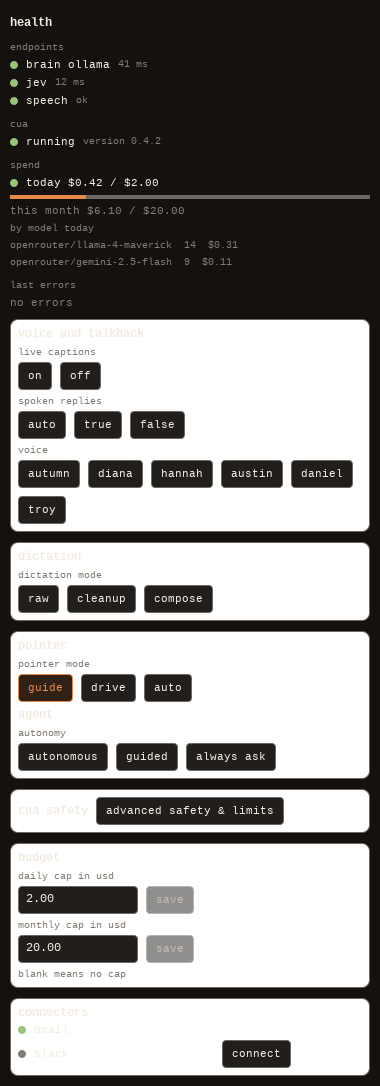 health
endpoints
brain ollama 41 ms
jev 12 ms
speech ok
cua
running version 0.4.2
spend
today $0.42 / $2.00
this month $6.10 / $20.00
by model today
openrouter/llama-4-maverick 14 $0.31
openrouter/gemini-2.5-flash 9 $0.11
last errors
no errors
voice and talkback
live captions
on off
spoken replies
auto true false
voice
autumn diana hannah austin daniel
troy
dictation
dictation mode
raw cleanup compose
pointer
pointer mode
guide drive auto
agent
autonomy
autonomous guided always ask
cua safety advanced safety & limits
budget
daily cap in usd
2.00 save
monthly cap in usd
20.00 save
blank means no cap
connectors
Gmail
Slack connect